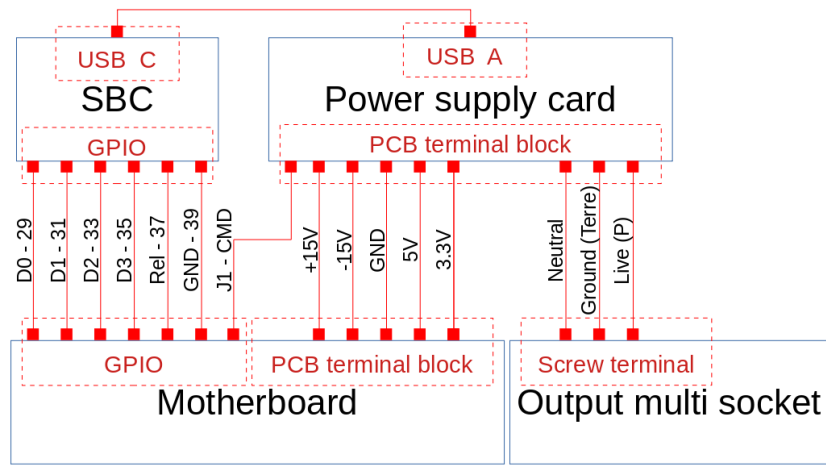 USB C
USB A
SBC
Power supply card
GPIO
PCB terminal block
D0 - 29
D1 - 31
D2 - 33
D3 - 35
Rel - 37
GND - 39
J1 - CMD
+15V
-15V
GND
5V
3.3V
Neutral
Ground (Terre)
Live (P)
GPIO
PCB terminal block
Screw terminal
Motherboard
Output multi socket